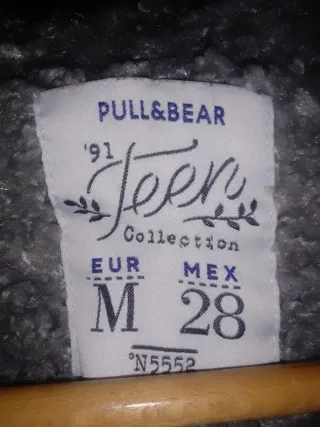 PULL&BEAR
'91
Teen
Collection
EUR MEX
M 28
°N5552